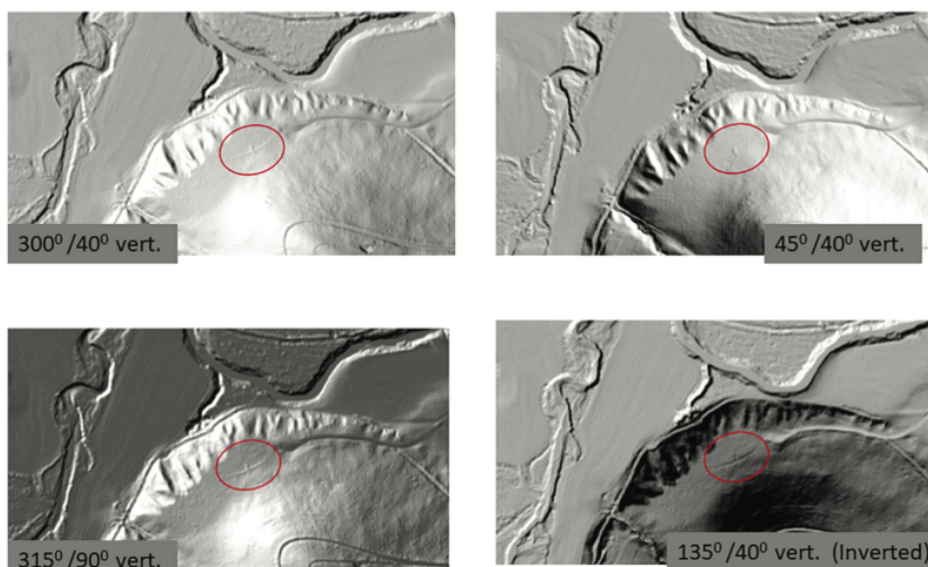 300⁰ /40⁰ vert.
45⁰ /40⁰ vert.
315⁰ /90⁰ vert.
135⁰ /40⁰ vert.  (Inverted)